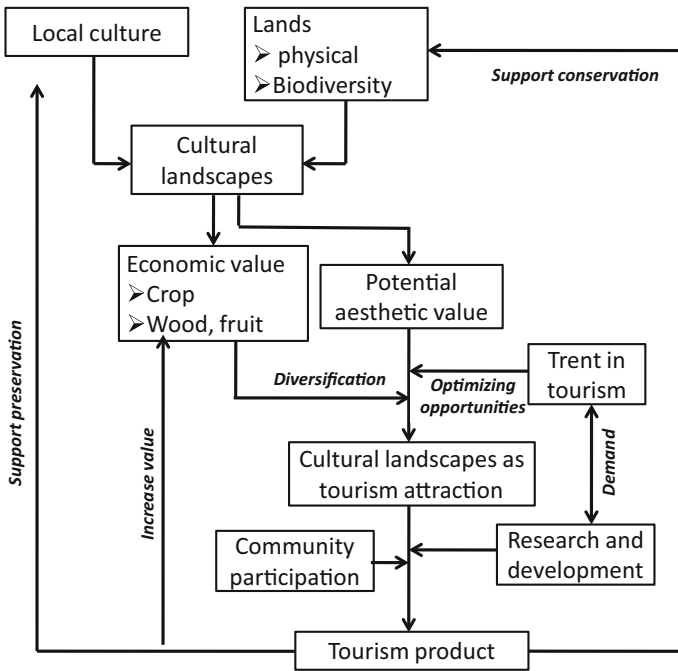 Local culture
Lands
➢ physical
➢Biodiversity
Support conservation
Cultural
landscapes
Economic value
➢Crop
➢Wood, fruit
Potential
aesthetic value
Trent in
tourism
Diversification
Optimizing
opportunities
Support preservation
Increase value
Demand
Cultural landscapes as
tourism attraction
Community
participation
Research and
development
Tourism product